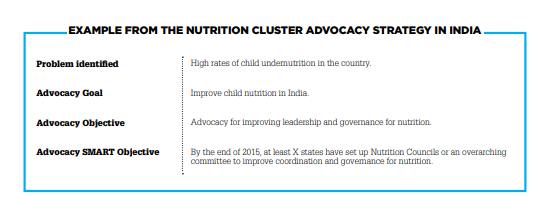 EXAMPLE FROM THE NUTRITION CLUSTER ADVOCACY STRATEGY IN INDIA
Problem identified High rates of child undernutrition in the country.
Advocacy Goal Improve child nutrition in India.
Advocacy Objective Advocacy for improving leadership and governance for nutrition.
Advocacy SMART Objective By the end of 2015, at least X states have set up Nutrition Councils or an overarching
committee to improve coordination and governance for nutrition.